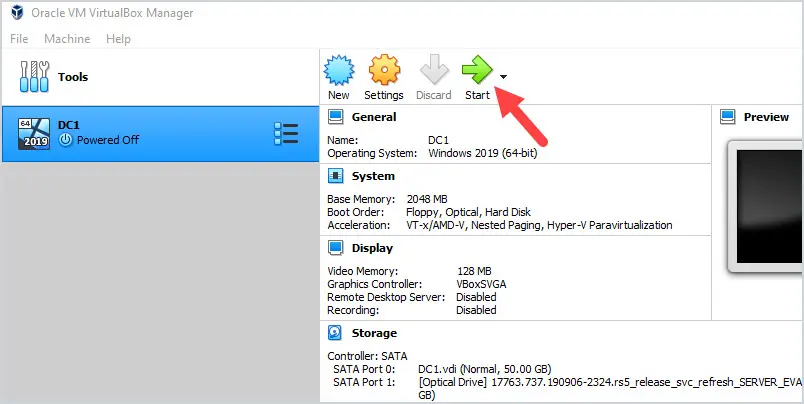 Oracle VM VirtualBox Manager
File Machine Help
Tools
New Settings Discard Start
64
2019
DC1
Powered Off
General
Name: DC1
Operating System: Windows 2019 (64-bit)
System
Base Memory: 2048 MB
Boot Order: Floppy, Optical, Hard Disk
Acceleration: VT-x/AMD-V, Nested Paging, Hyper-V Paravirtualization
Display
Video Memory: 128 MB
Graphics Controller: VBoxSVGA
Remote Desktop Server: Disabled
Recording: Disabled
Storage
Controller: SATA
SATA Port 0: DC1.vdi (Normal, 50.00 GB)
SATA Port 1: [Optical Drive] 17763.737.190906-2324.rs5_release_svc_refresh_SERVER_EVA
GB)
Preview